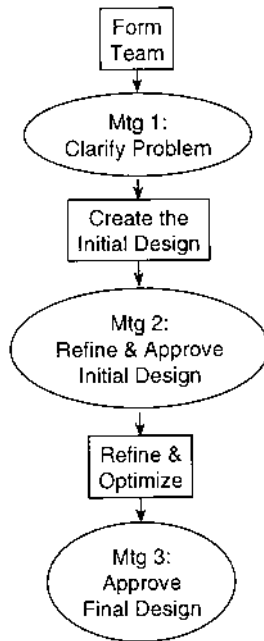 Form
Team
Mtg 1:
Clarify Problem
Create the
Initial Design
Mtg 2:
Refine & Approve
Initial Design
Refine &
Optimize
Mtg 3:
Approve
Final Design